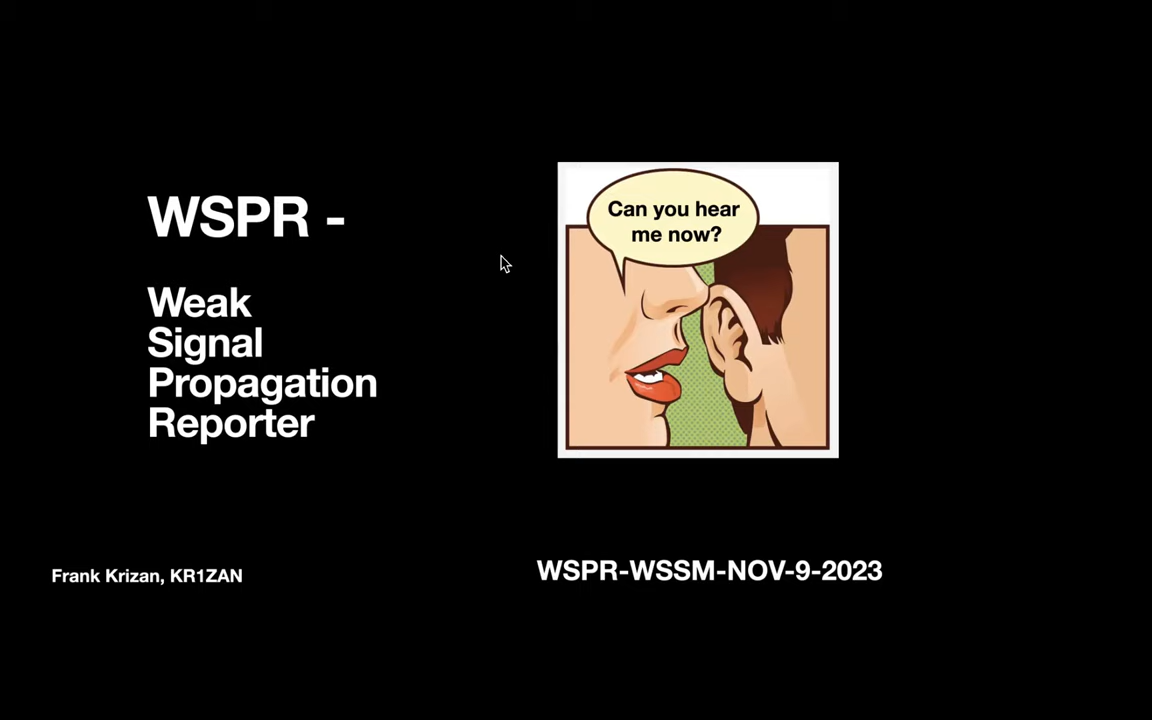 WSPR -
Weak
Signal
Propagation
Reporter
Can you hear
me now?
Frank Krizan, KR1ZAN
WSPR-WSSM-NOV-9-2023